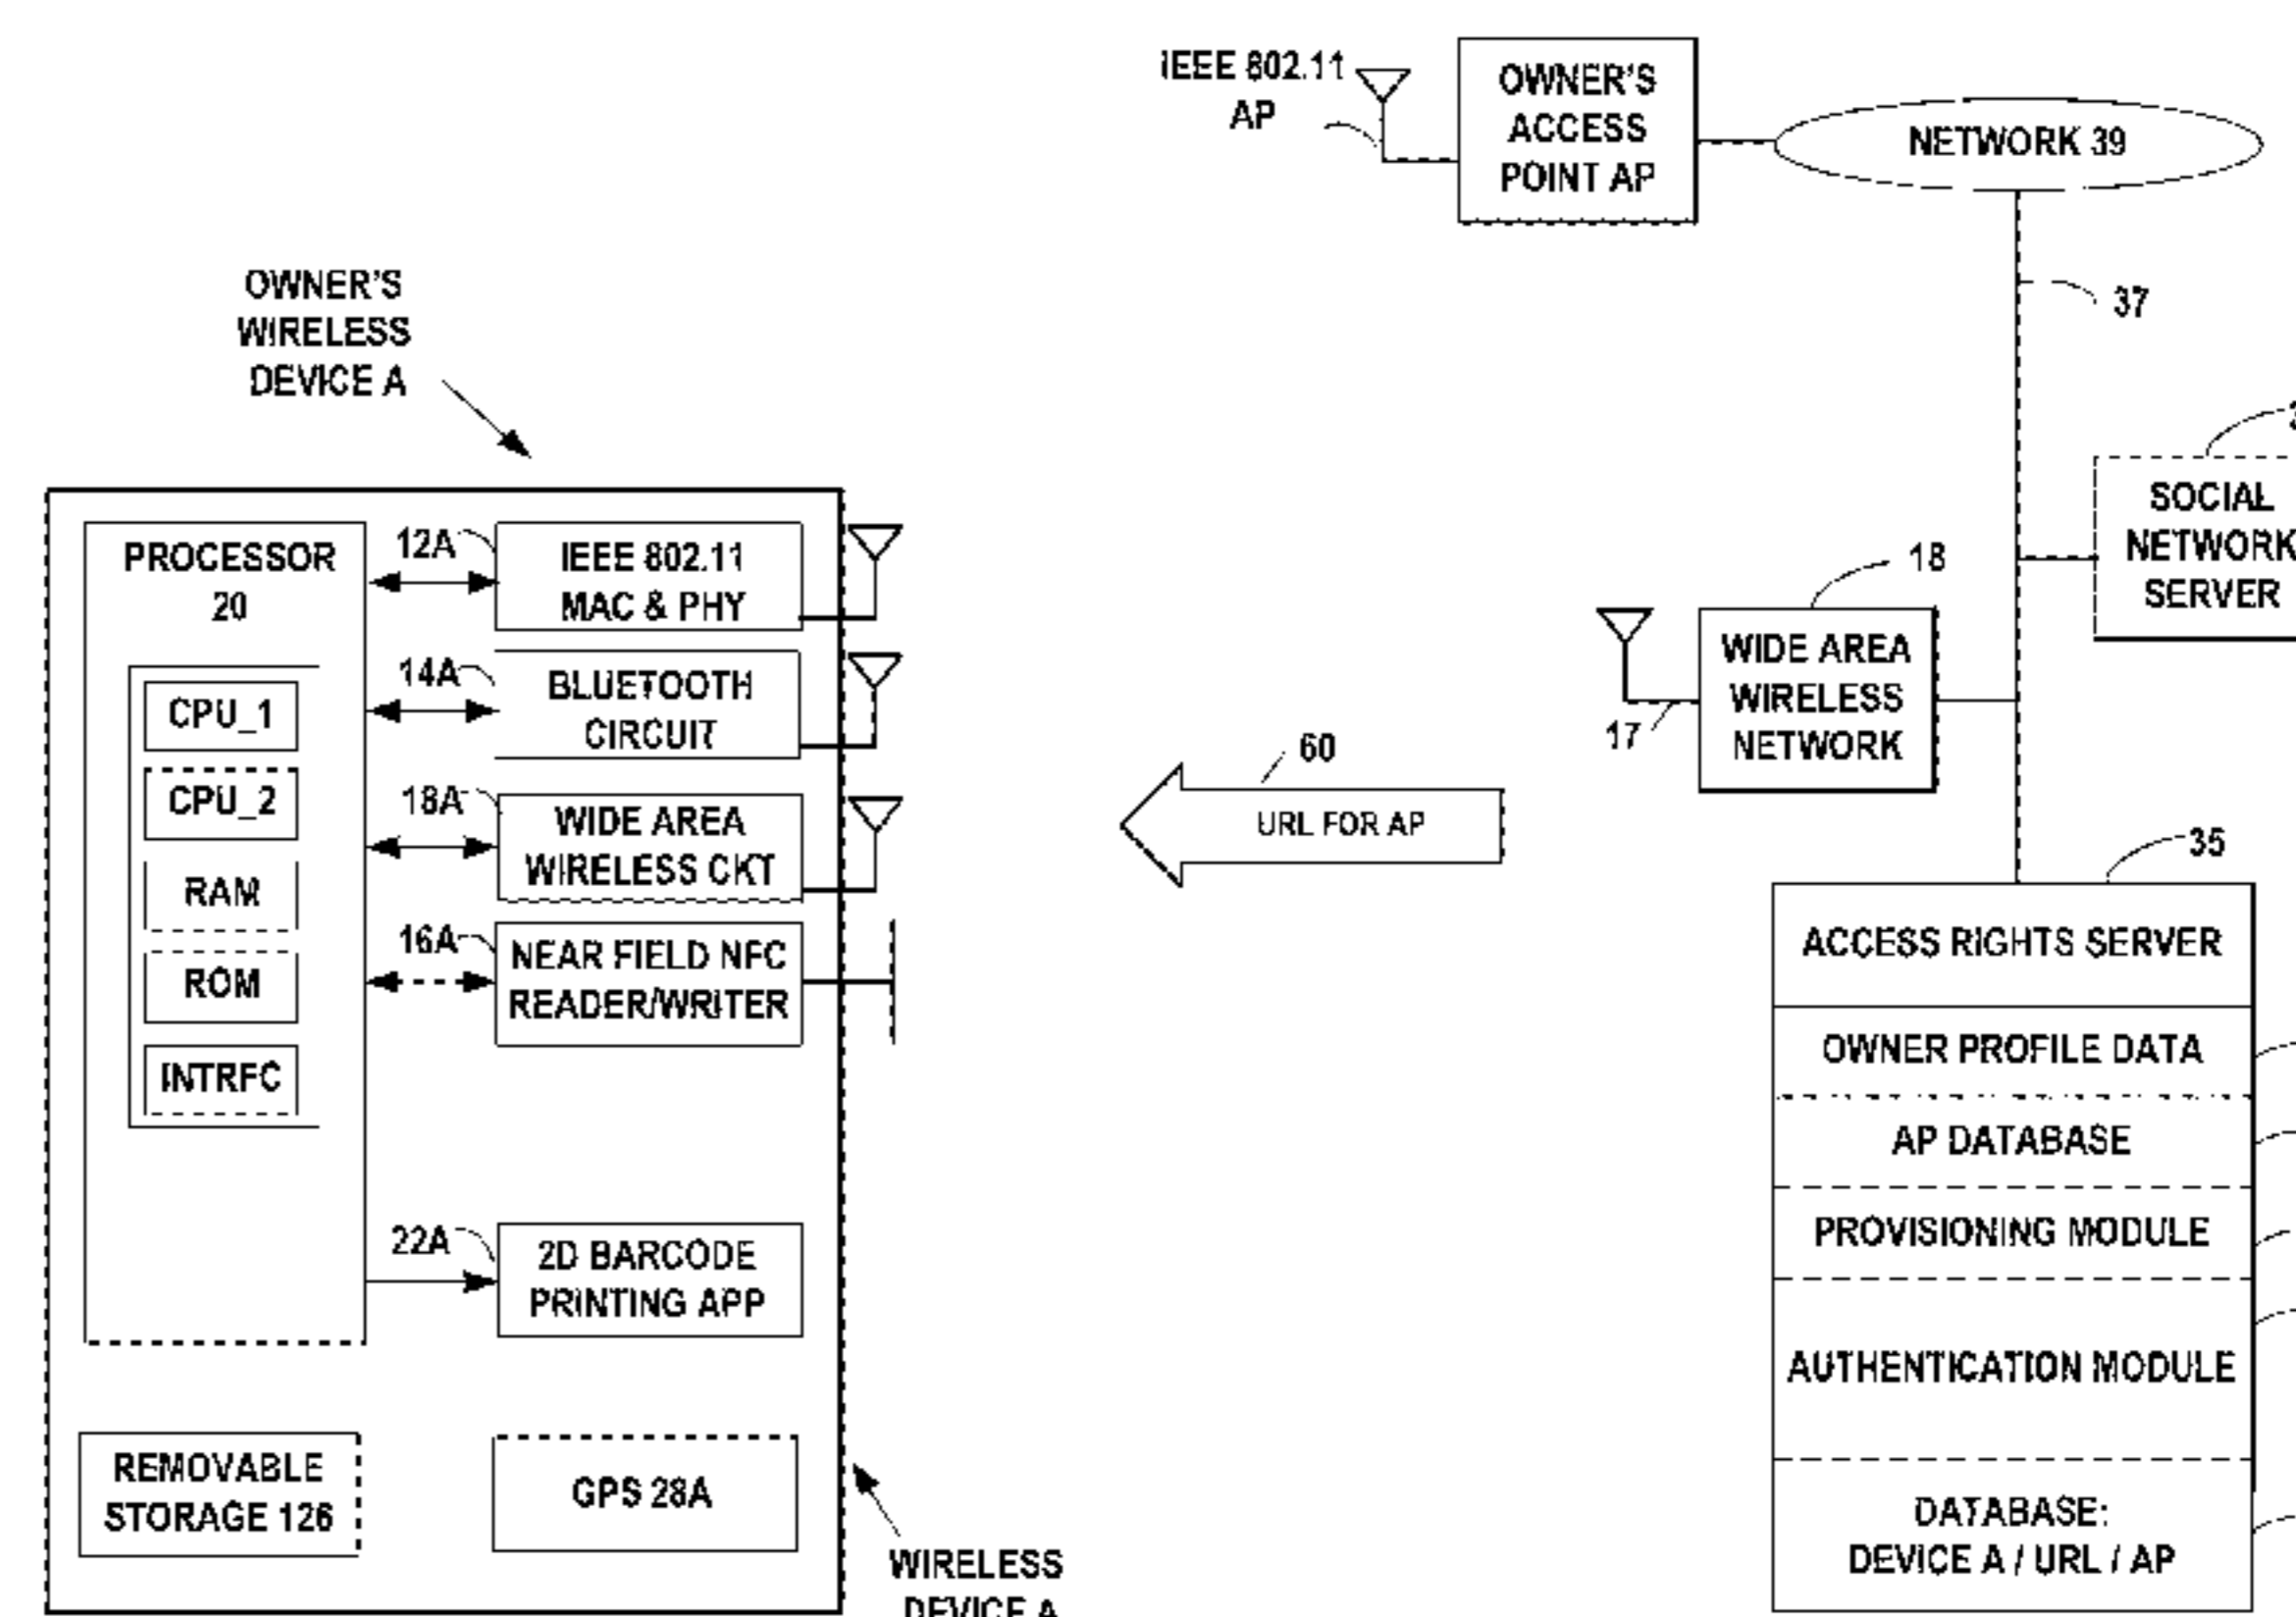 IEEE 802.11
AP
OWNER'S
ACCESS
POINT AP
NETWORK 39
37
OWNER'S
WIRELESS
DEVICE A
PROCESSOR
20
CPU_1
CPU_2
RAM
ROM
INTRFC
12A
IEEE 802.11
MAC & PHY
14A
BLUETOOTH
CIRCUIT
18A
WIDE AREA
WIRELESS CKT
16A
NEAR FIELD NFC
READER/WRITER
22A
2D BARCODE
PRINTING APP
REMOVABLE
STORAGE 126
GPS 28A
WIRELESS
DEVICE A
60
URL FOR AP
17
18
WIDE AREA
WIRELESS
NETWORK
SOCIAL
NETWORK
SERVER
35
ACCESS RIGHTS SERVER
OWNER PROFILE DATA
AP DATABASE
PROVISIONING MODULE
AUTHENTICATION MODULE
DATABASE:
DEVICE A / URL / AP